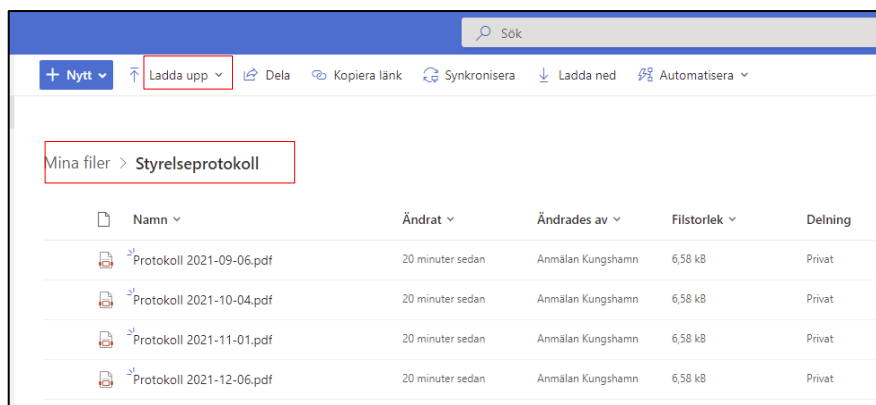 Sök
+ Nytt Ladda upp Dela Kopiera länk Synkronisera Ladda ned Automatisera
Mina filer > Styrelseprotokoll
Namn Ändrat Ändrades av Filstorlek Delning
Protokoll 2021-09-06.pdf 20 minuter sedan Anmälan Kungshamn 6,58 kB Privat
Protokoll 2021-10-04.pdf 20 minuter sedan Anmälan Kungshamn 6,58 kB Privat
Protokoll 2021-11-01.pdf 20 minuter sedan Anmälan Kungshamn 6,58 kB Privat
Protokoll 2021-12-06.pdf 20 minuter sedan Anmälan Kungshamn 6,58 kB Privat